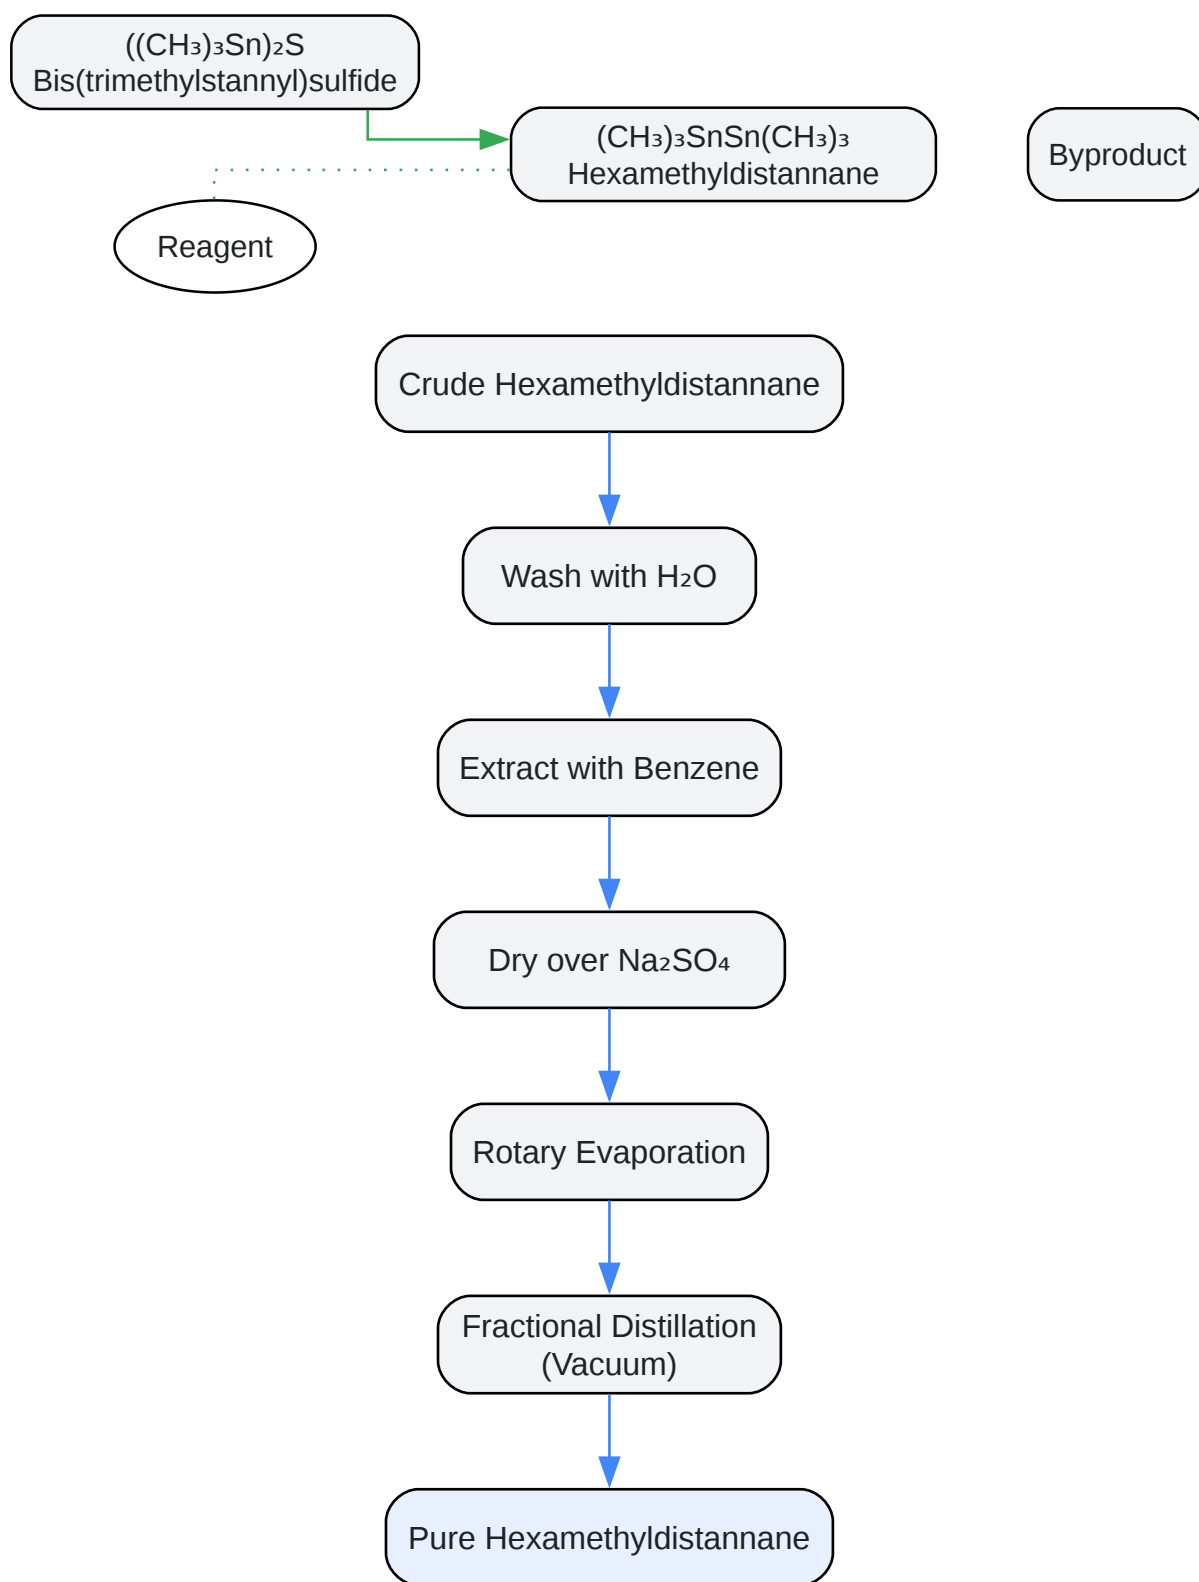 ((CH₃)₃Sn)₂S
Bis(trimethylstannyl)sulfide
(CH₃)₃SnSn(CH₃)₃
Hexamethyldistannane
Byproduct
Reagent
Crude Hexamethyldistannane
Wash with H₂O
Extract with Benzene
Dry over Na₂SO₄
Rotary Evaporation
Fractional Distillation
(Vacuum)
Pure Hexamethyldistannane